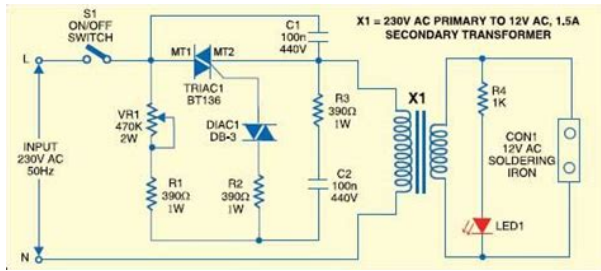 S1
ON/OFF
SWITCH
C1
100n
440V
X1 = 230V AC PRIMARY TO 12V AC, 1.5A
SECONDARY TRANSFORMER
L
MT1
MT2
TRIAC1
BT136
X1
R4
1K
VR1
470K
2W
DIAC1
DB-3
R3
390Ω
1W
CON1
12V AC
SOLDERING
IRON
INPUT
230V AC
50Hz
R1
390Ω
1W
R2
390Ω
1W
C2
100n
440V
LED1
N